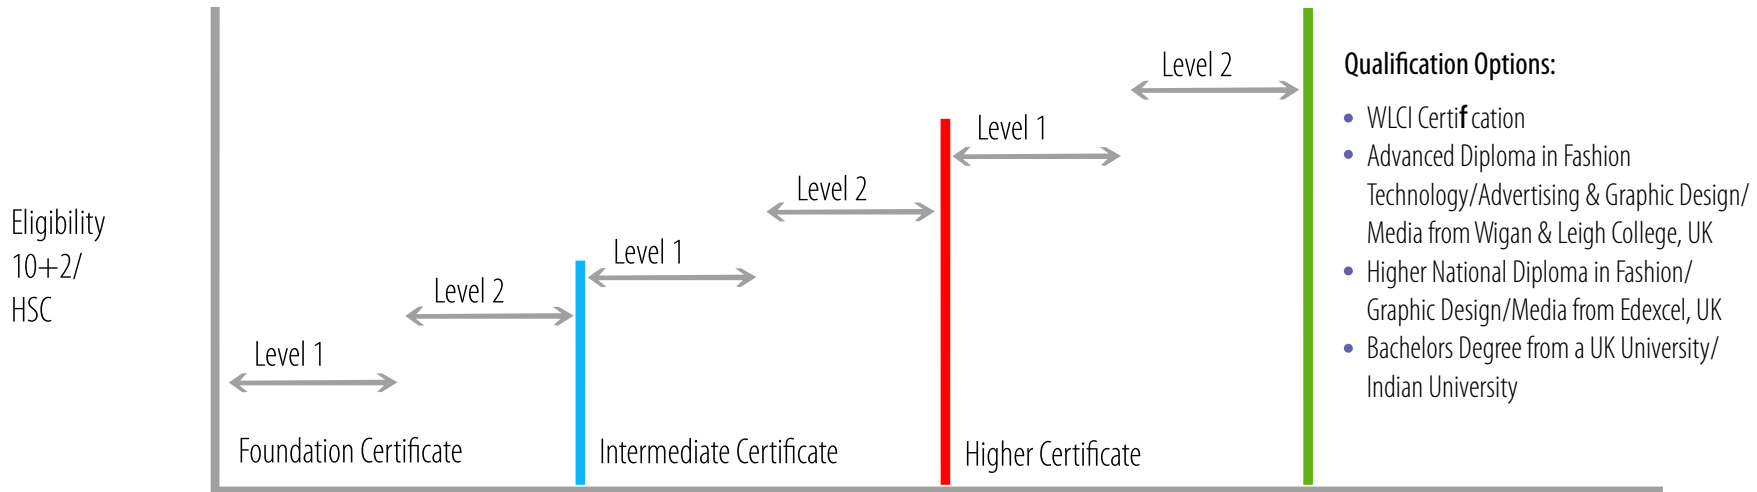 Eligibility
10+2/
HSC
Level 1
Level 2
Level 1
Level 2
Level 1
Level 2
Foundation Certificate
Intermediate Certificate
Higher Certificate
Qualification Options:
• WLCI Certif cation
• Advanced Diploma in Fashion
Technology/Advertising & Graphic Design/
Media from Wigan & Leigh College, UK
• Higher National Diploma in Fashion/
Graphic Design/Media from Edexcel, UK
• Bachelors Degree from a UK University/
Indian University